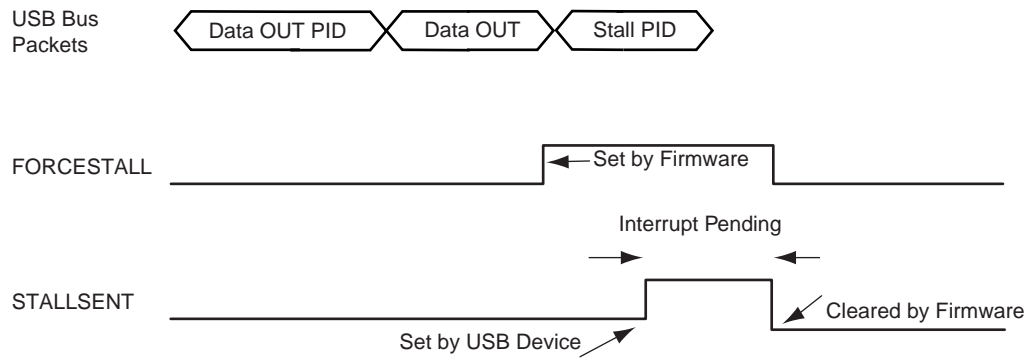 USB Bus
Packets
Data OUT PID
Data OUT
Stall PID
FORCESTALL
Set by Firmware
Interrupt Pending
STALLSENT
Cleared by Firmware
Set by USB Device